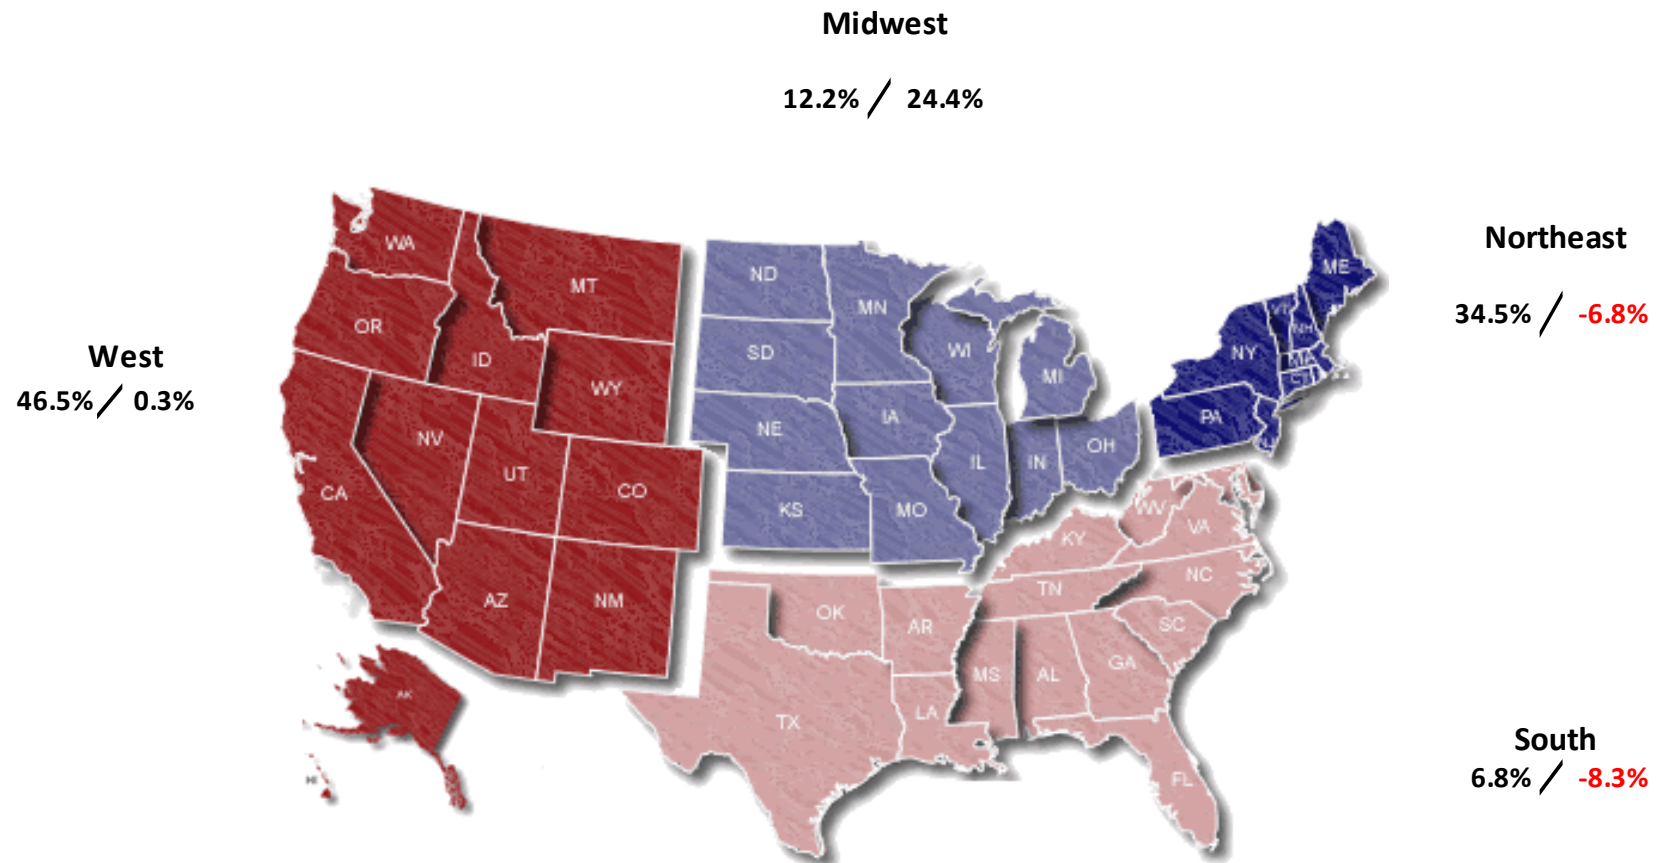 Midwest
12.2% / 24.4%
Northeast
34.5% / -6.8%
West
46.5% / 0.3%
South
6.8% / -8.3%
WA
MT
OR
ID
WY
NV
UT
CO
CA
AZ
NM
AK
HI
ND
MN
SD
WI
MI
NE
IA
IL
IN
OH
KS
MO
ME
VT
NH
NY
MA
CT
PA
NJ
WV
VA
KY
NC
TN
OK
AR
SC
MS
AL
GA
TX
LA
FL